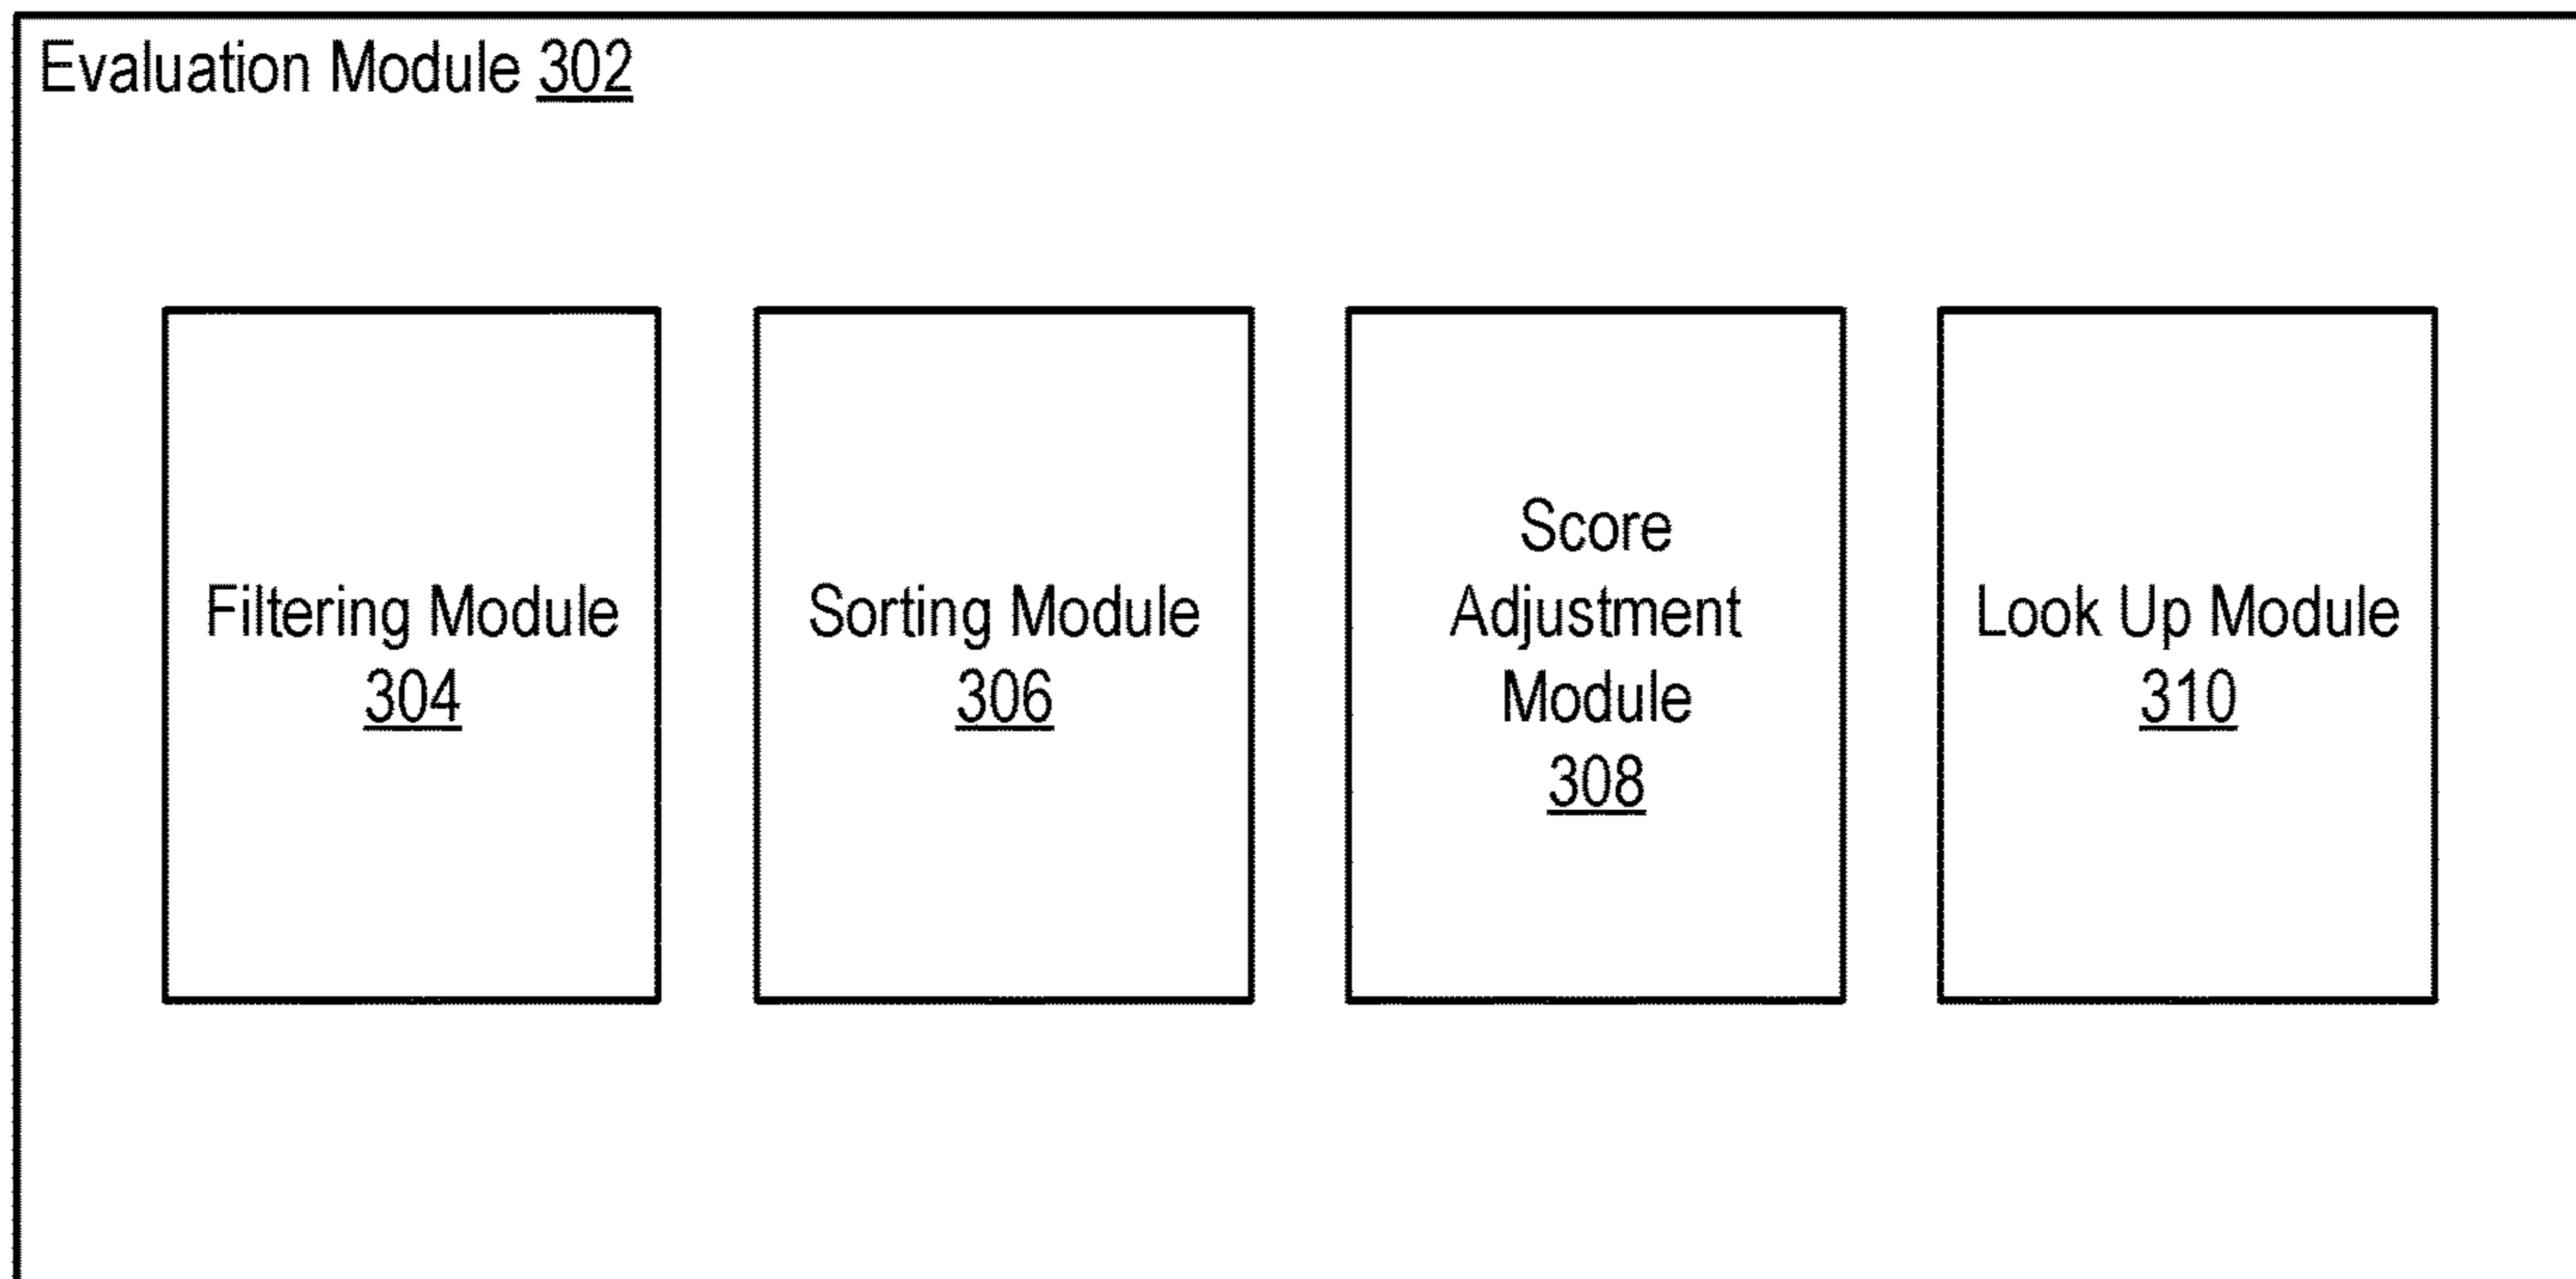 Evaluation Module 302
Filtering Module
304
Sorting Module
306
Score
Adjustment
Module
308
Look Up Module
310